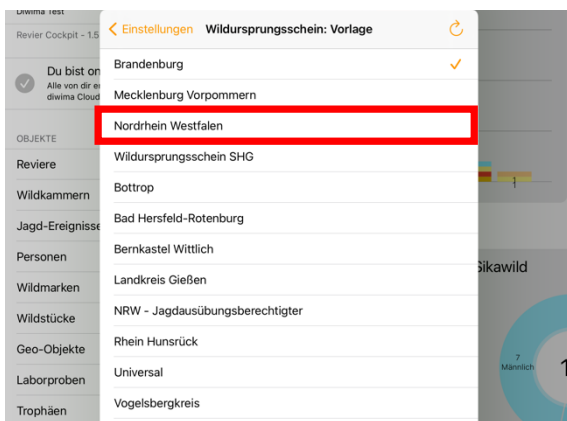 Diwima Test
Revier Cockpit - 1.5
Du bist on
Alle von dir e
diwima Cloud
OBJEKTE
Reviere
Wildkammern
Jagd-Ereignisse
Personen
Wildmarken
Wildstücke
Geo-Objekte
Laborproben
Trophäen
Einstellungen Wildursprungsschein: Vorlage
Brandenburg
Mecklenburg Vorpommern
Nordrhein Westfalen
Wildursprungsschein SHG
Bottrop
Bad Hersfeld-Rotenburg
Bernkastel Wittlich
Landkreis Gießen
NRW - Jagdausübungsberechtigter
Rhein Hunsrück
Universal
Vogelsbergkreis
1
1
Sikawild
7
Männlich
1